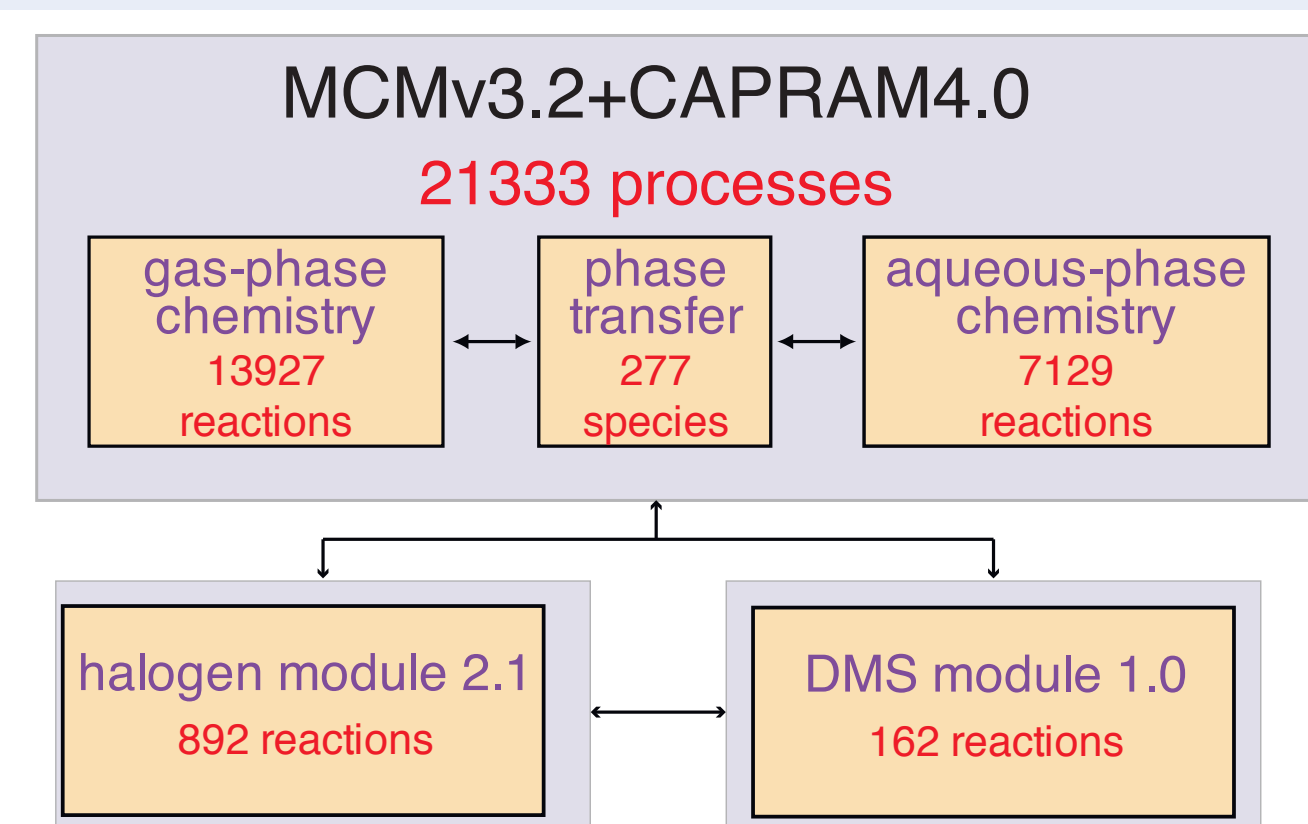 MCMv3.2+CAPRAM4.0
21333 processes
gas-phase
chemistry
13927
reactions
phase
transfer
277
species
aqueous-phase
chemistry
7129
reactions
halogen module 2.1
892 reactions
DMS module 1.0
162 reactions